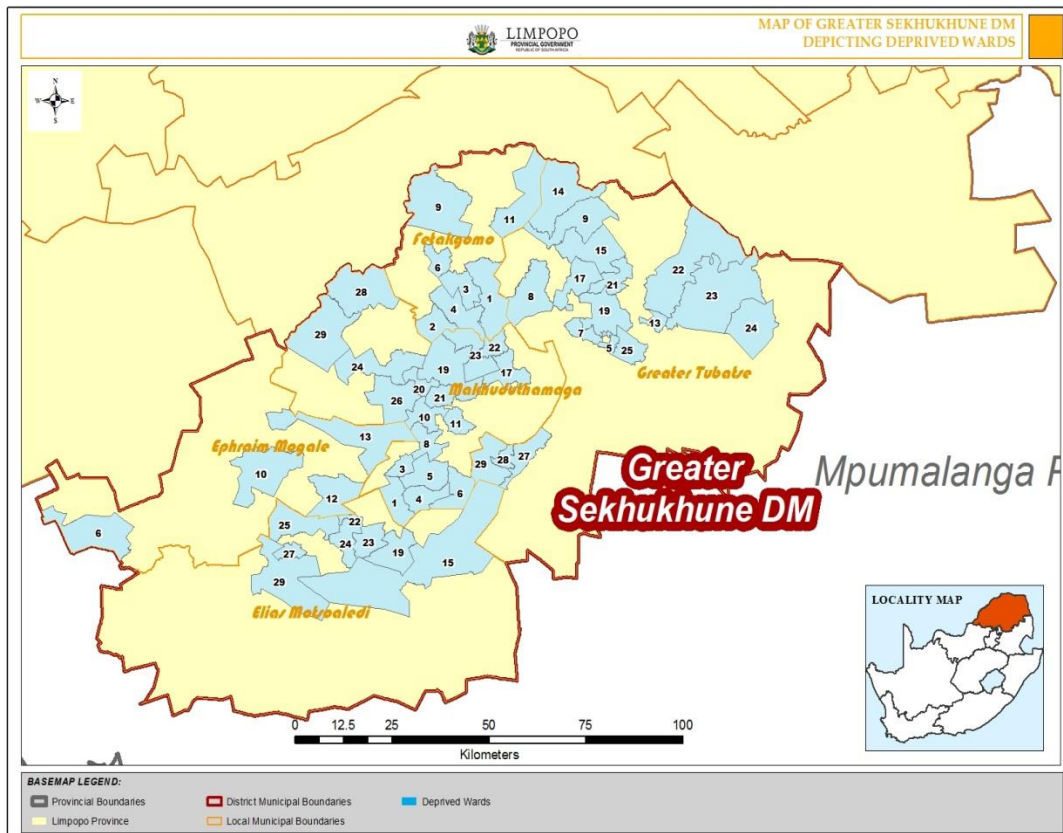 LIMPOPO
PROVINCIAL GOVERNMENT
REPUBLIC OF SOUTH AFRICA
MAP OF GREATER SEKHUKHUNE DM
DEPICTING DEPRIVED WARDS
N
W E
S
14
9
11
9
Fetakgomo
15
6
22
17
21
28
3
23
1
8
4
19
13
2
7
24
29
22
5
25
23
24
19
17
Greater Tubatse
20
Makhuduthamaga
26
21
10
11
13
8
Ephraim Mogale
27
28
29
3
10
5
Greater
Sekhukhune DM
Mpumalanga P
12
6
4
1
6
25
22
24
23
19
27
15
29
LOCALITY MAP
0 12.5 25 50 75 100
Kilometers
BASEMAP LEGEND:
Provincial Boundaries District Municipal Boundaries Deprived Wards
Limpopo Province Local Municipal Boundaries